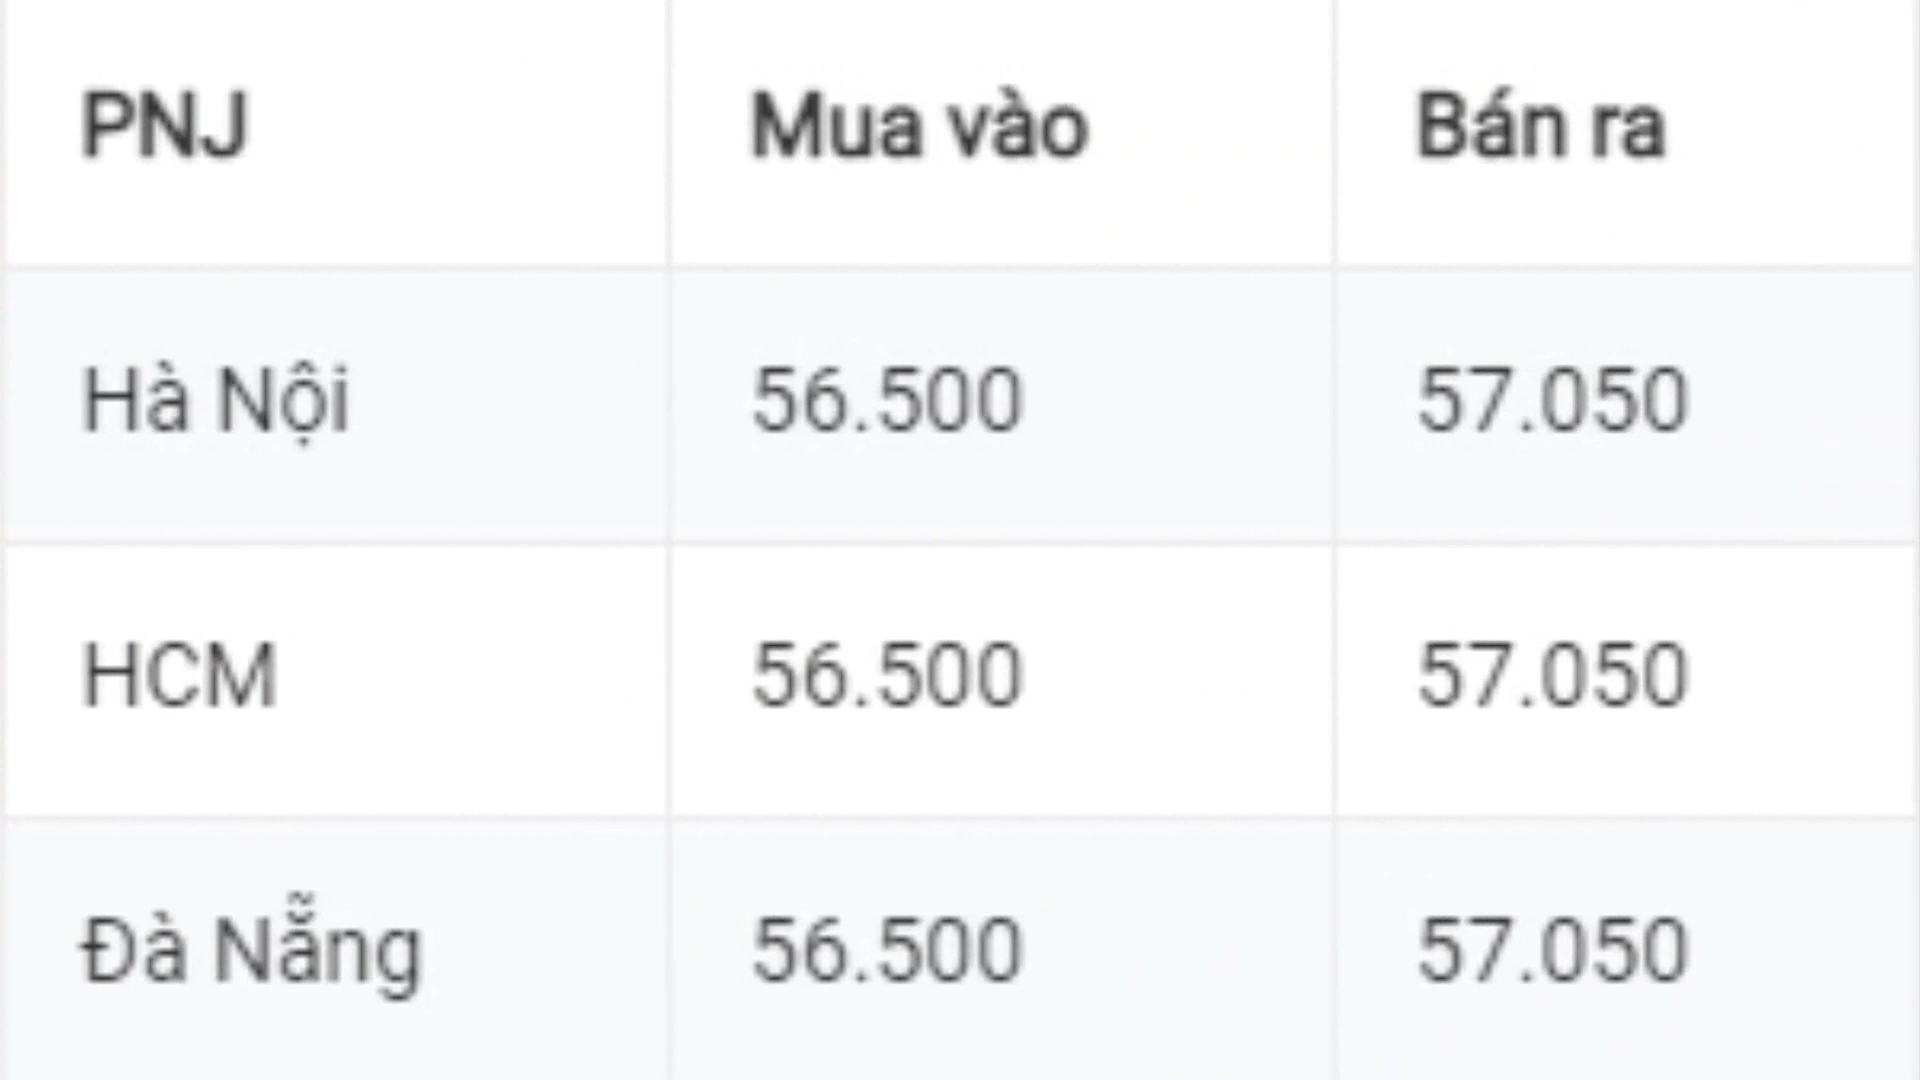 PNJ Mua vào Bán ra
Hà Nội 56.500 57.050
HCM 56.500 57.050
Đà Nẵng 56.500 57.050